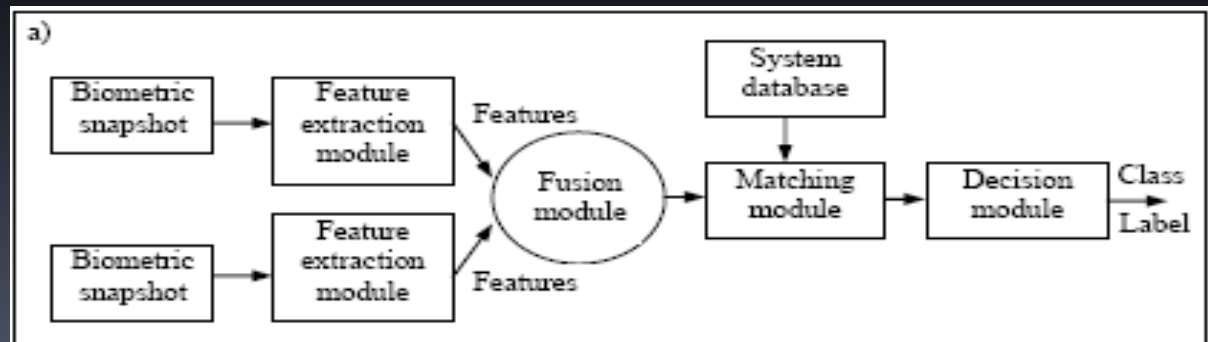 a)
Biometric
snapshot
Feature
extraction
module
Features
System
database
Fusion
module
Matching
module
Decision
module
Class
Label
Biometric
snapshot
Feature
extraction
module
Features